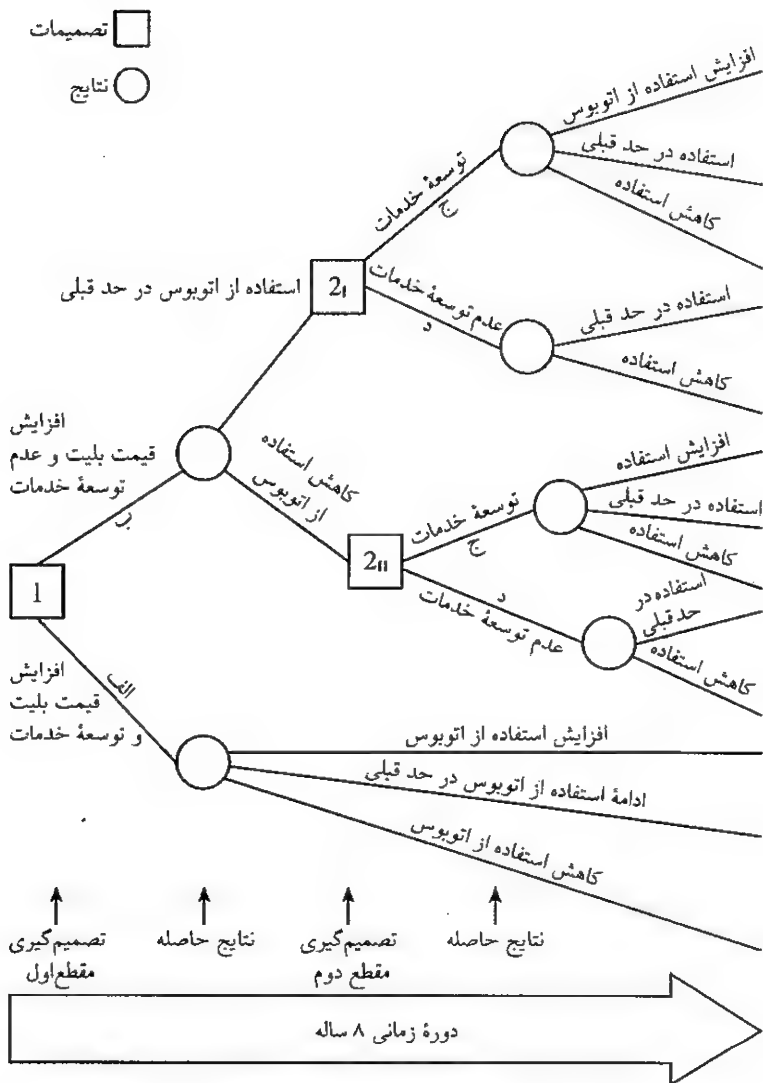 تصمیمات
نتایج
افزایش استفاده از اتوبوس
استفاده در حد قبلی
کاهش استفاده
توسعهٔ خدمات
ج
استفاده از اتوبوس در حد قبلی
2I
عدم توسعهٔ خدمات
د
استفاده در حد قبلی
کاهش استفاده
افزایش
قیمت بلیت و عدم
توسعهٔ خدمات
ب
کاهش استفاده
از اتوبوس
2II
توسعهٔ خدمات
ج
افزایش استفاده
استفاده در حد قبلی
کاهش استفاده
د
عدم توسعهٔ خدمات
استفاده در
حد قبلی
کاهش استفاده
1
افزایش
قیمت بلیت
و توسعهٔ خدمات
الف
افزایش استفاده از اتوبوس
ادامهٔ استفاده از اتوبوس در حد قبلی
کاهش استفاده از اتوبوس
تصمیم‌گیری
مقطع اول
نتایج حاصله
تصمیم‌گیری
مقطع دوم
نتایج حاصله
دورهٔ زمانی ۸ ساله